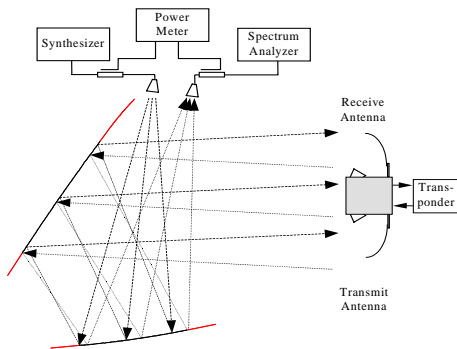 Power
Meter
Synthesizer
Spectrum
Analyzer
Receive
Antenna
Trans-
ponder
Transmit
Antenna